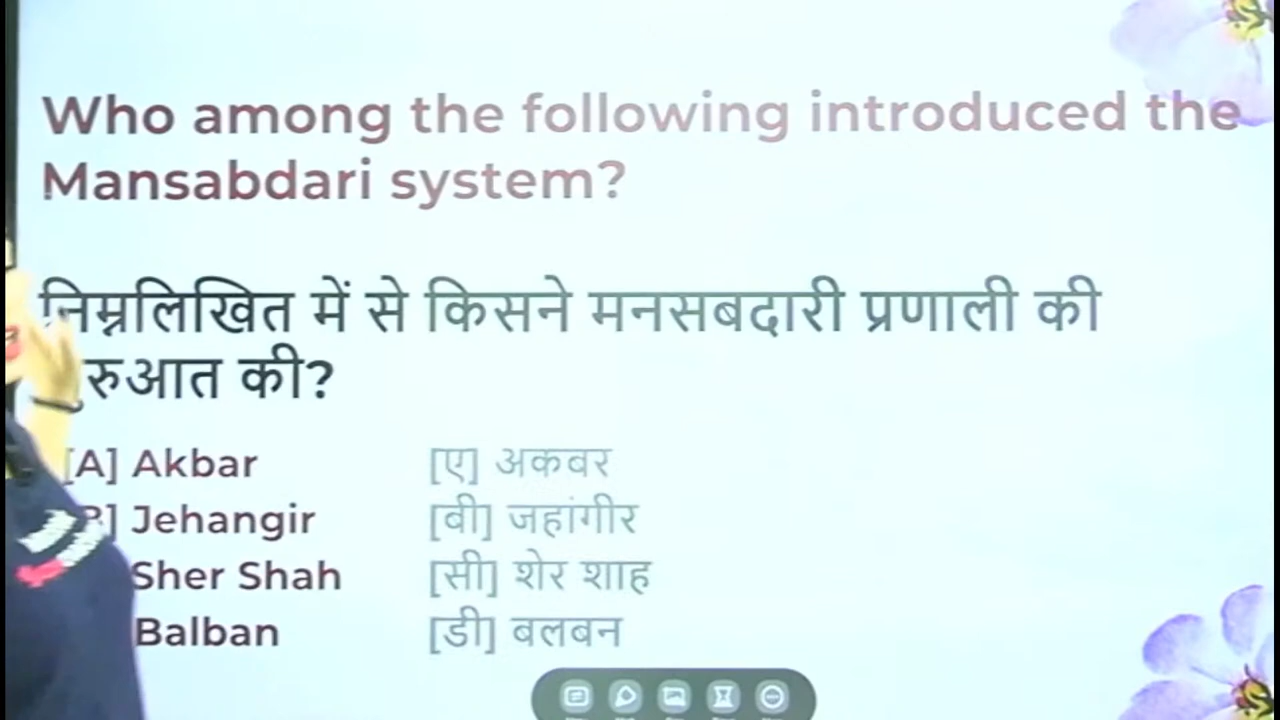 Who among the following introduced the
Mansabdari system?
निम्नलिखित में से किसने मनसबदारी प्रणाली की
रुआत की?
[A] Akbar [ए] अकबर
B] Jehangir [बी] जहांगीर
Sher Shah [सी] शेर शाह
Balban [डी] बलबन